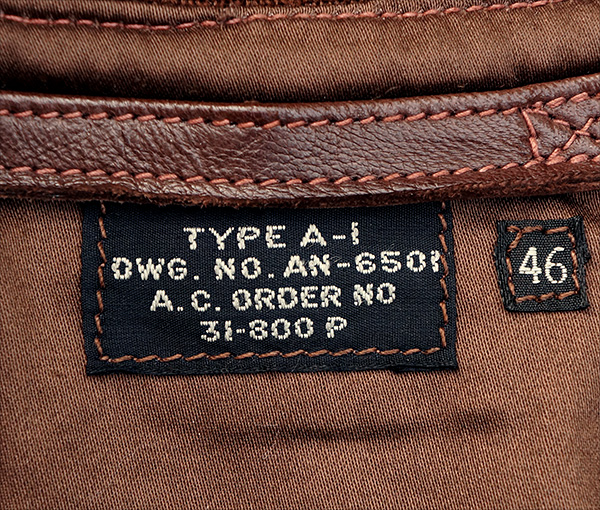 TYPE A-1
DWG. NO. AN-6501
A.C. ORDER NO
31-800 P
46